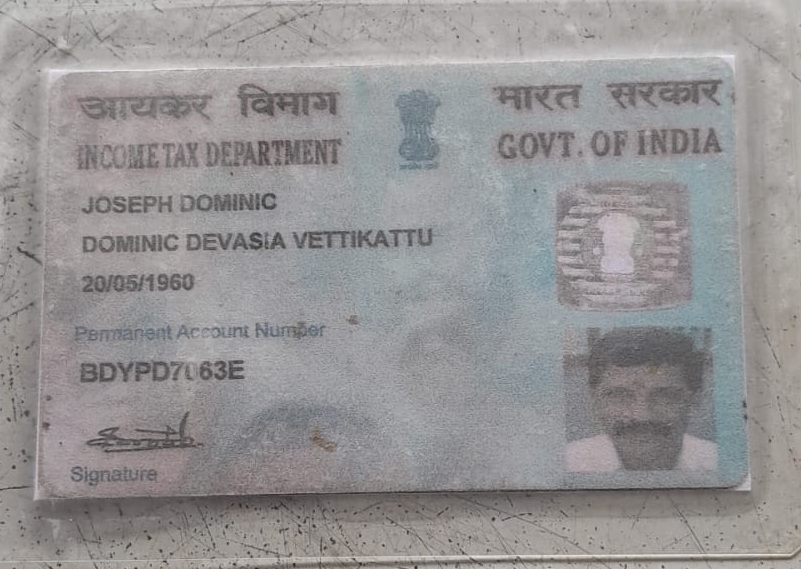 आयकर विभाग
भारत सरकार
INCOME TAX DEPARTMENT
GOVT. OF INDIA
JOSEPH DOMINIC
DOMINIC DEVASIA VETTIKATTU
20/05/1960
Permanent Account Number
BDYPD7063E
Signature